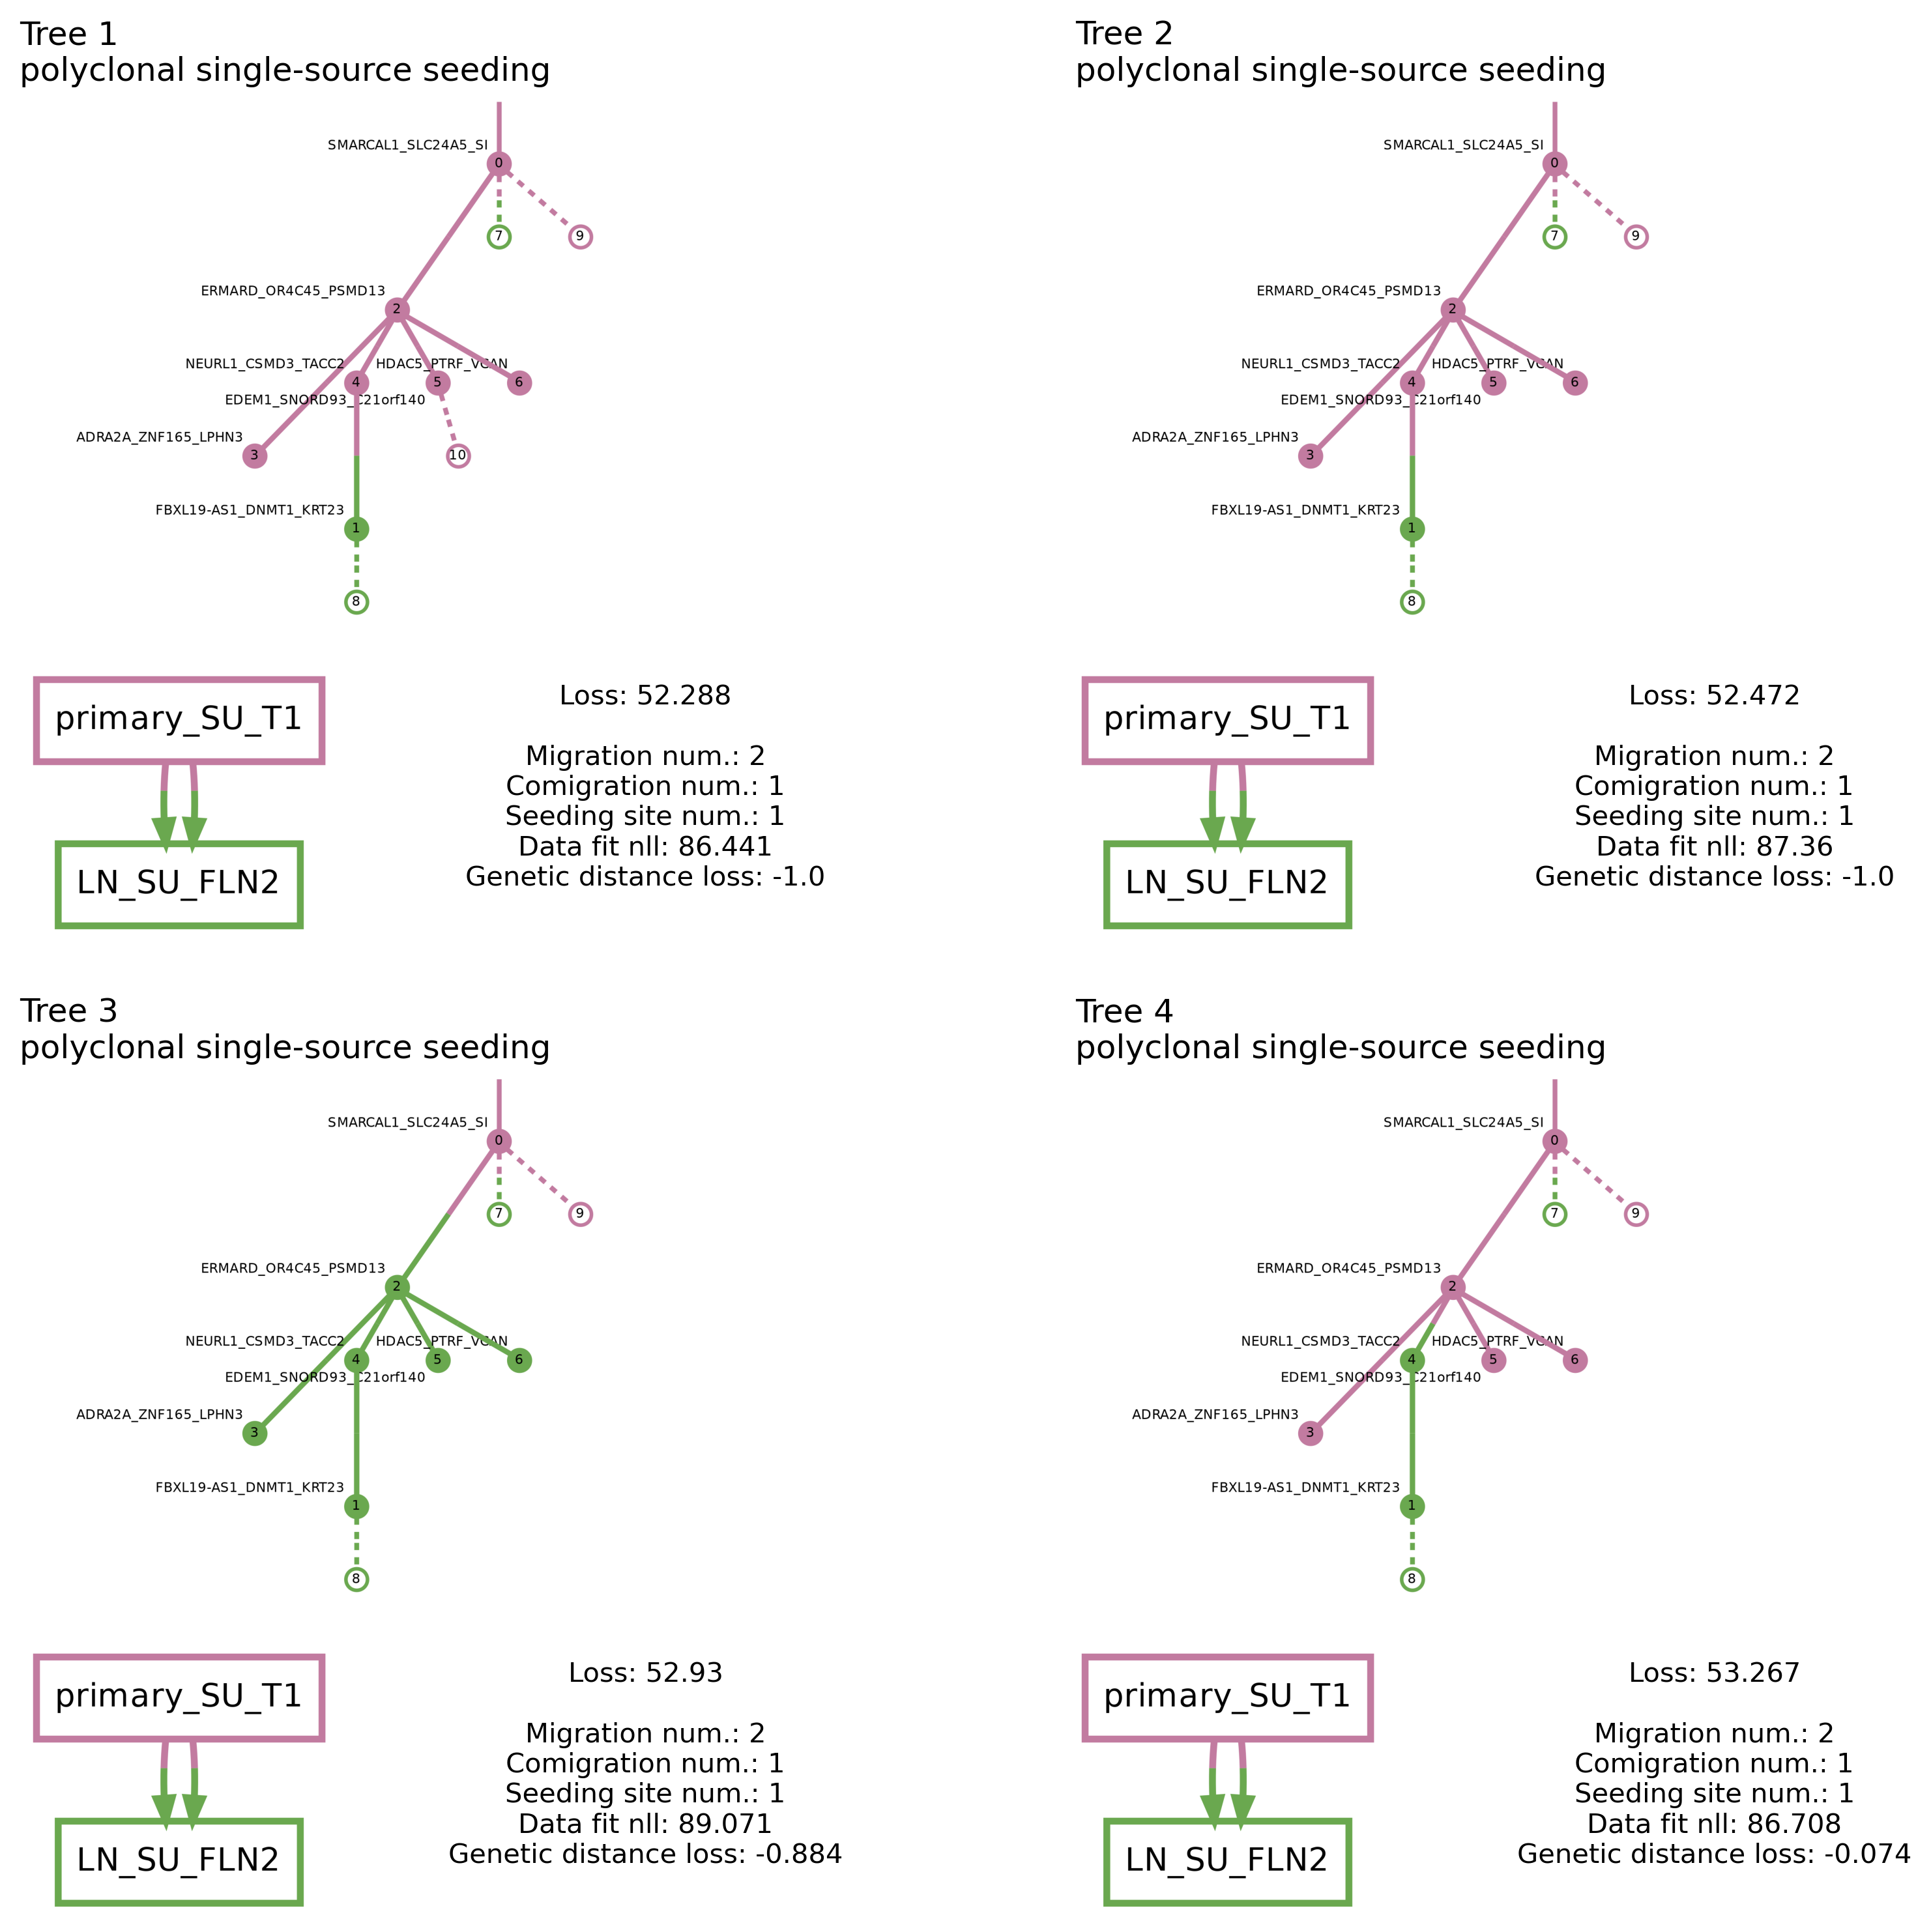 Tree 1
polyclonal single-source seeding
SMARCAL1_SLC24A5_SI
0
7
9
ERMARD_OR4C45_PSMD13
2
NEURL1_CSMD3_TACC2
HDAC5_PTRF_VCAN
4
5
6
EDEM1_SNORD93_C21orf140
ADRA2A_ZNF165_LPHN3
3
10
FBXL19-AS1_DNMT1_KRT23
1
8
primary_SU_T1
LN_SU_FLN2
Loss: 52.288
Migration num.: 2
Comigration num.: 1
Seeding site num.: 1
Data fit nll: 86.441
Genetic distance loss: -1.0
Tree 2
polyclonal single-source seeding
SMARCAL1_SLC24A5_SI
0
7
9
ERMARD_OR4C45_PSMD13
2
NEURL1_CSMD3_TACC2
HDAC5_PTRF_VCAN
4
5
6
EDEM1_SNORD93_C21orf140
ADRA2A_ZNF165_LPHN3
3
FBXL19-AS1_DNMT1_KRT23
1
8
primary_SU_T1
LN_SU_FLN2
Loss: 52.472
Migration num.: 2
Comigration num.: 1
Seeding site num.: 1
Data fit nll: 87.36
Genetic distance loss: -1.0
Tree 3
polyclonal single-source seeding
SMARCAL1_SLC24A5_SI
0
7
9
ERMARD_OR4C45_PSMD13
2
NEURL1_CSMD3_TACC2
HDAC5_PTRF_VCAN
4
5
6
EDEM1_SNORD93_C21orf140
ADRA2A_ZNF165_LPHN3
3
FBXL19-AS1_DNMT1_KRT23
1
8
primary_SU_T1
LN_SU_FLN2
Loss: 52.93
Migration num.: 2
Comigration num.: 1
Seeding site num.: 1
Data fit nll: 89.071
Genetic distance loss: -0.884
Tree 4
polyclonal single-source seeding
SMARCAL1_SLC24A5_SI
0
7
9
ERMARD_OR4C45_PSMD13
2
NEURL1_CSMD3_TACC2
HDAC5_PTRF_VCAN
4
5
6
EDEM1_SNORD93_C21orf140
ADRA2A_ZNF165_LPHN3
3
FBXL19-AS1_DNMT1_KRT23
1
8
primary_SU_T1
LN_SU_FLN2
Loss: 53.267
Migration num.: 2
Comigration num.: 1
Seeding site num.: 1
Data fit nll: 86.708
Genetic distance loss: -0.074